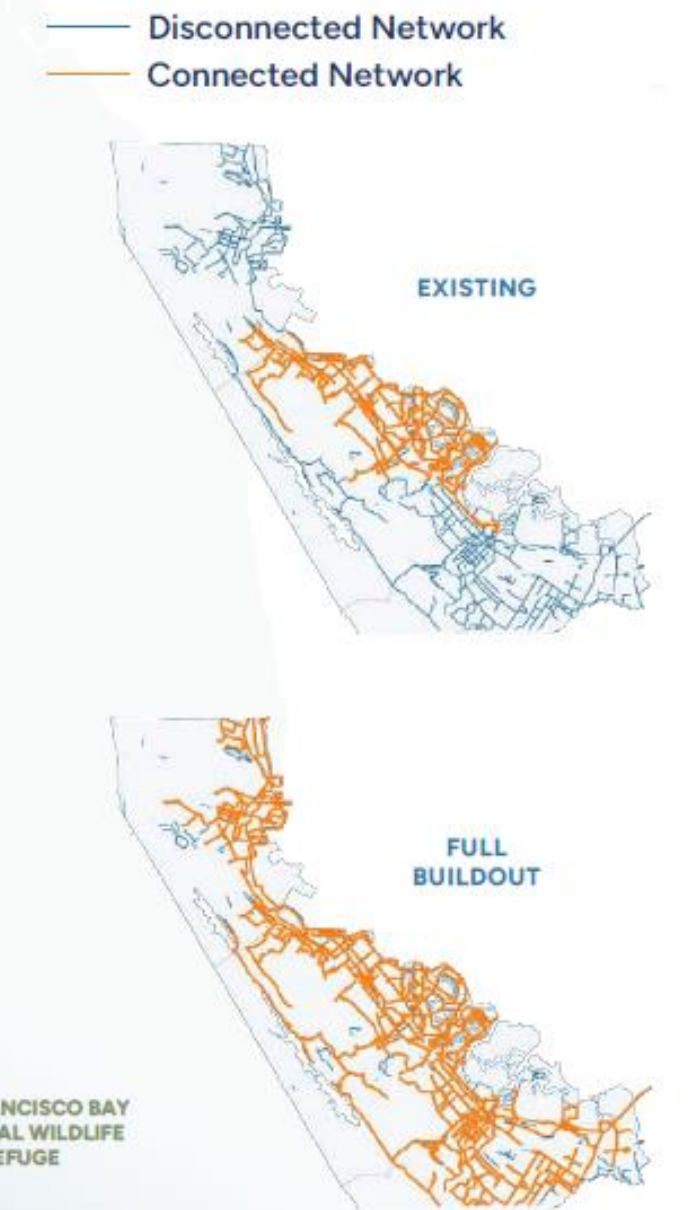 Disconnected Network
Connected Network
EXISTING
FULL
BUILDOUT
NCISCO BAY
AL WILDLIFE
EFUGE